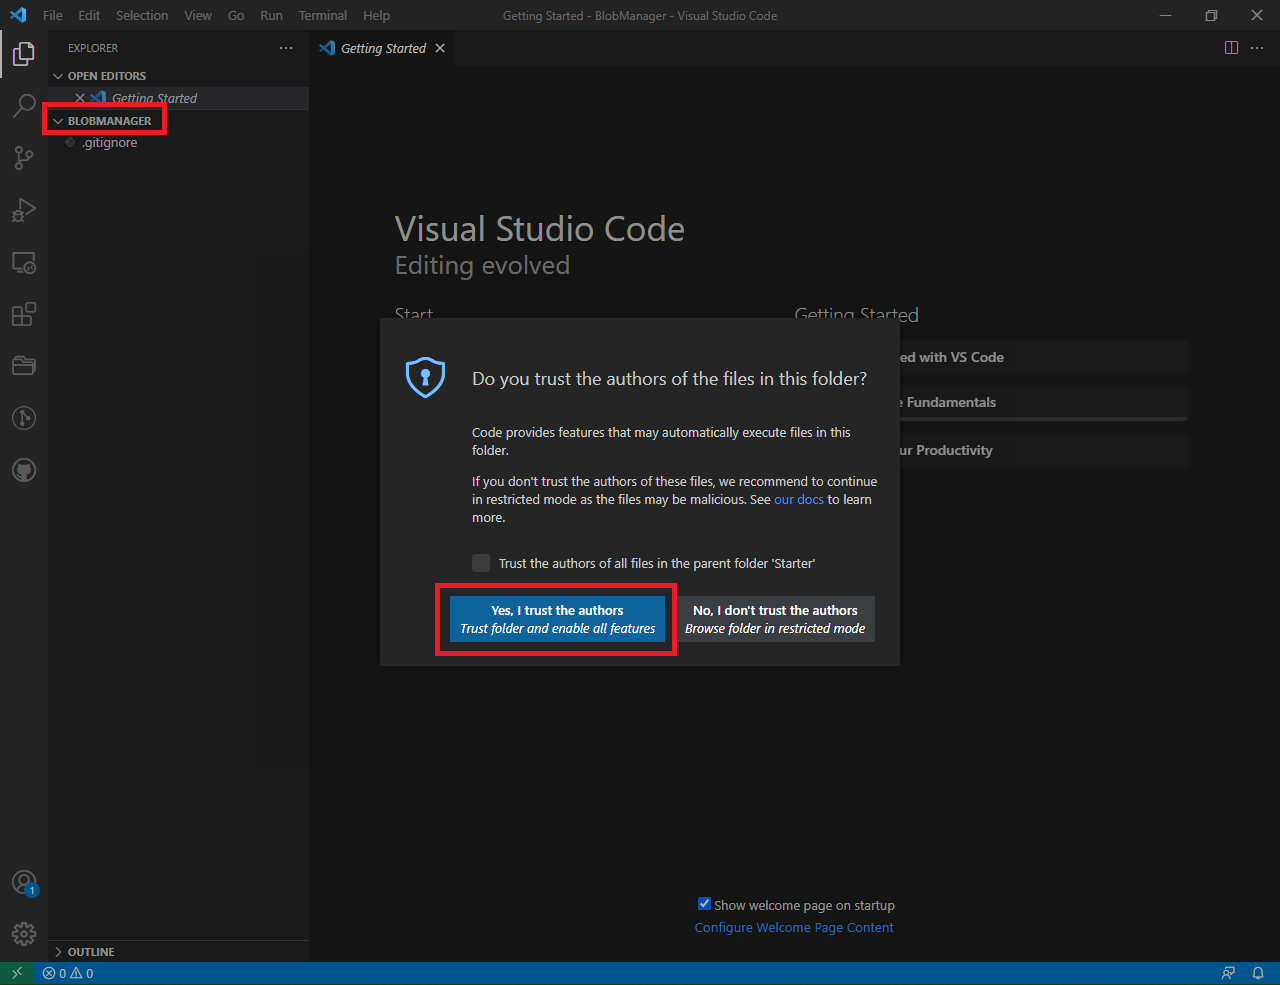 File Edit Selection View Go Run Terminal Help
Getting Started - BlobManager - Visual Studio Code
EXPLORER
Getting Started
OPEN EDITORS
Getting Started
BLOBMANAGER
.gitignore
Visual Studio Code
Editing evolved
Start
Getting Started
ed with VS Code
Fundamentals
ur Productivity
Do you trust the authors of the files in this folder?
Code provides features that may automatically execute files in this
folder.
If you don't trust the authors of these files, we recommend to continue
in restricted mode as the files may be malicious. See our docs to learn
more.
Trust the authors of all files in the parent folder 'Starter'
Yes, I trust the authors
Trust folder and enable all features
No, I don't trust the authors
Browse folder in restricted mode
1
Show welcome page on startup
Configure Welcome Page Content
OUTLINE
0 0